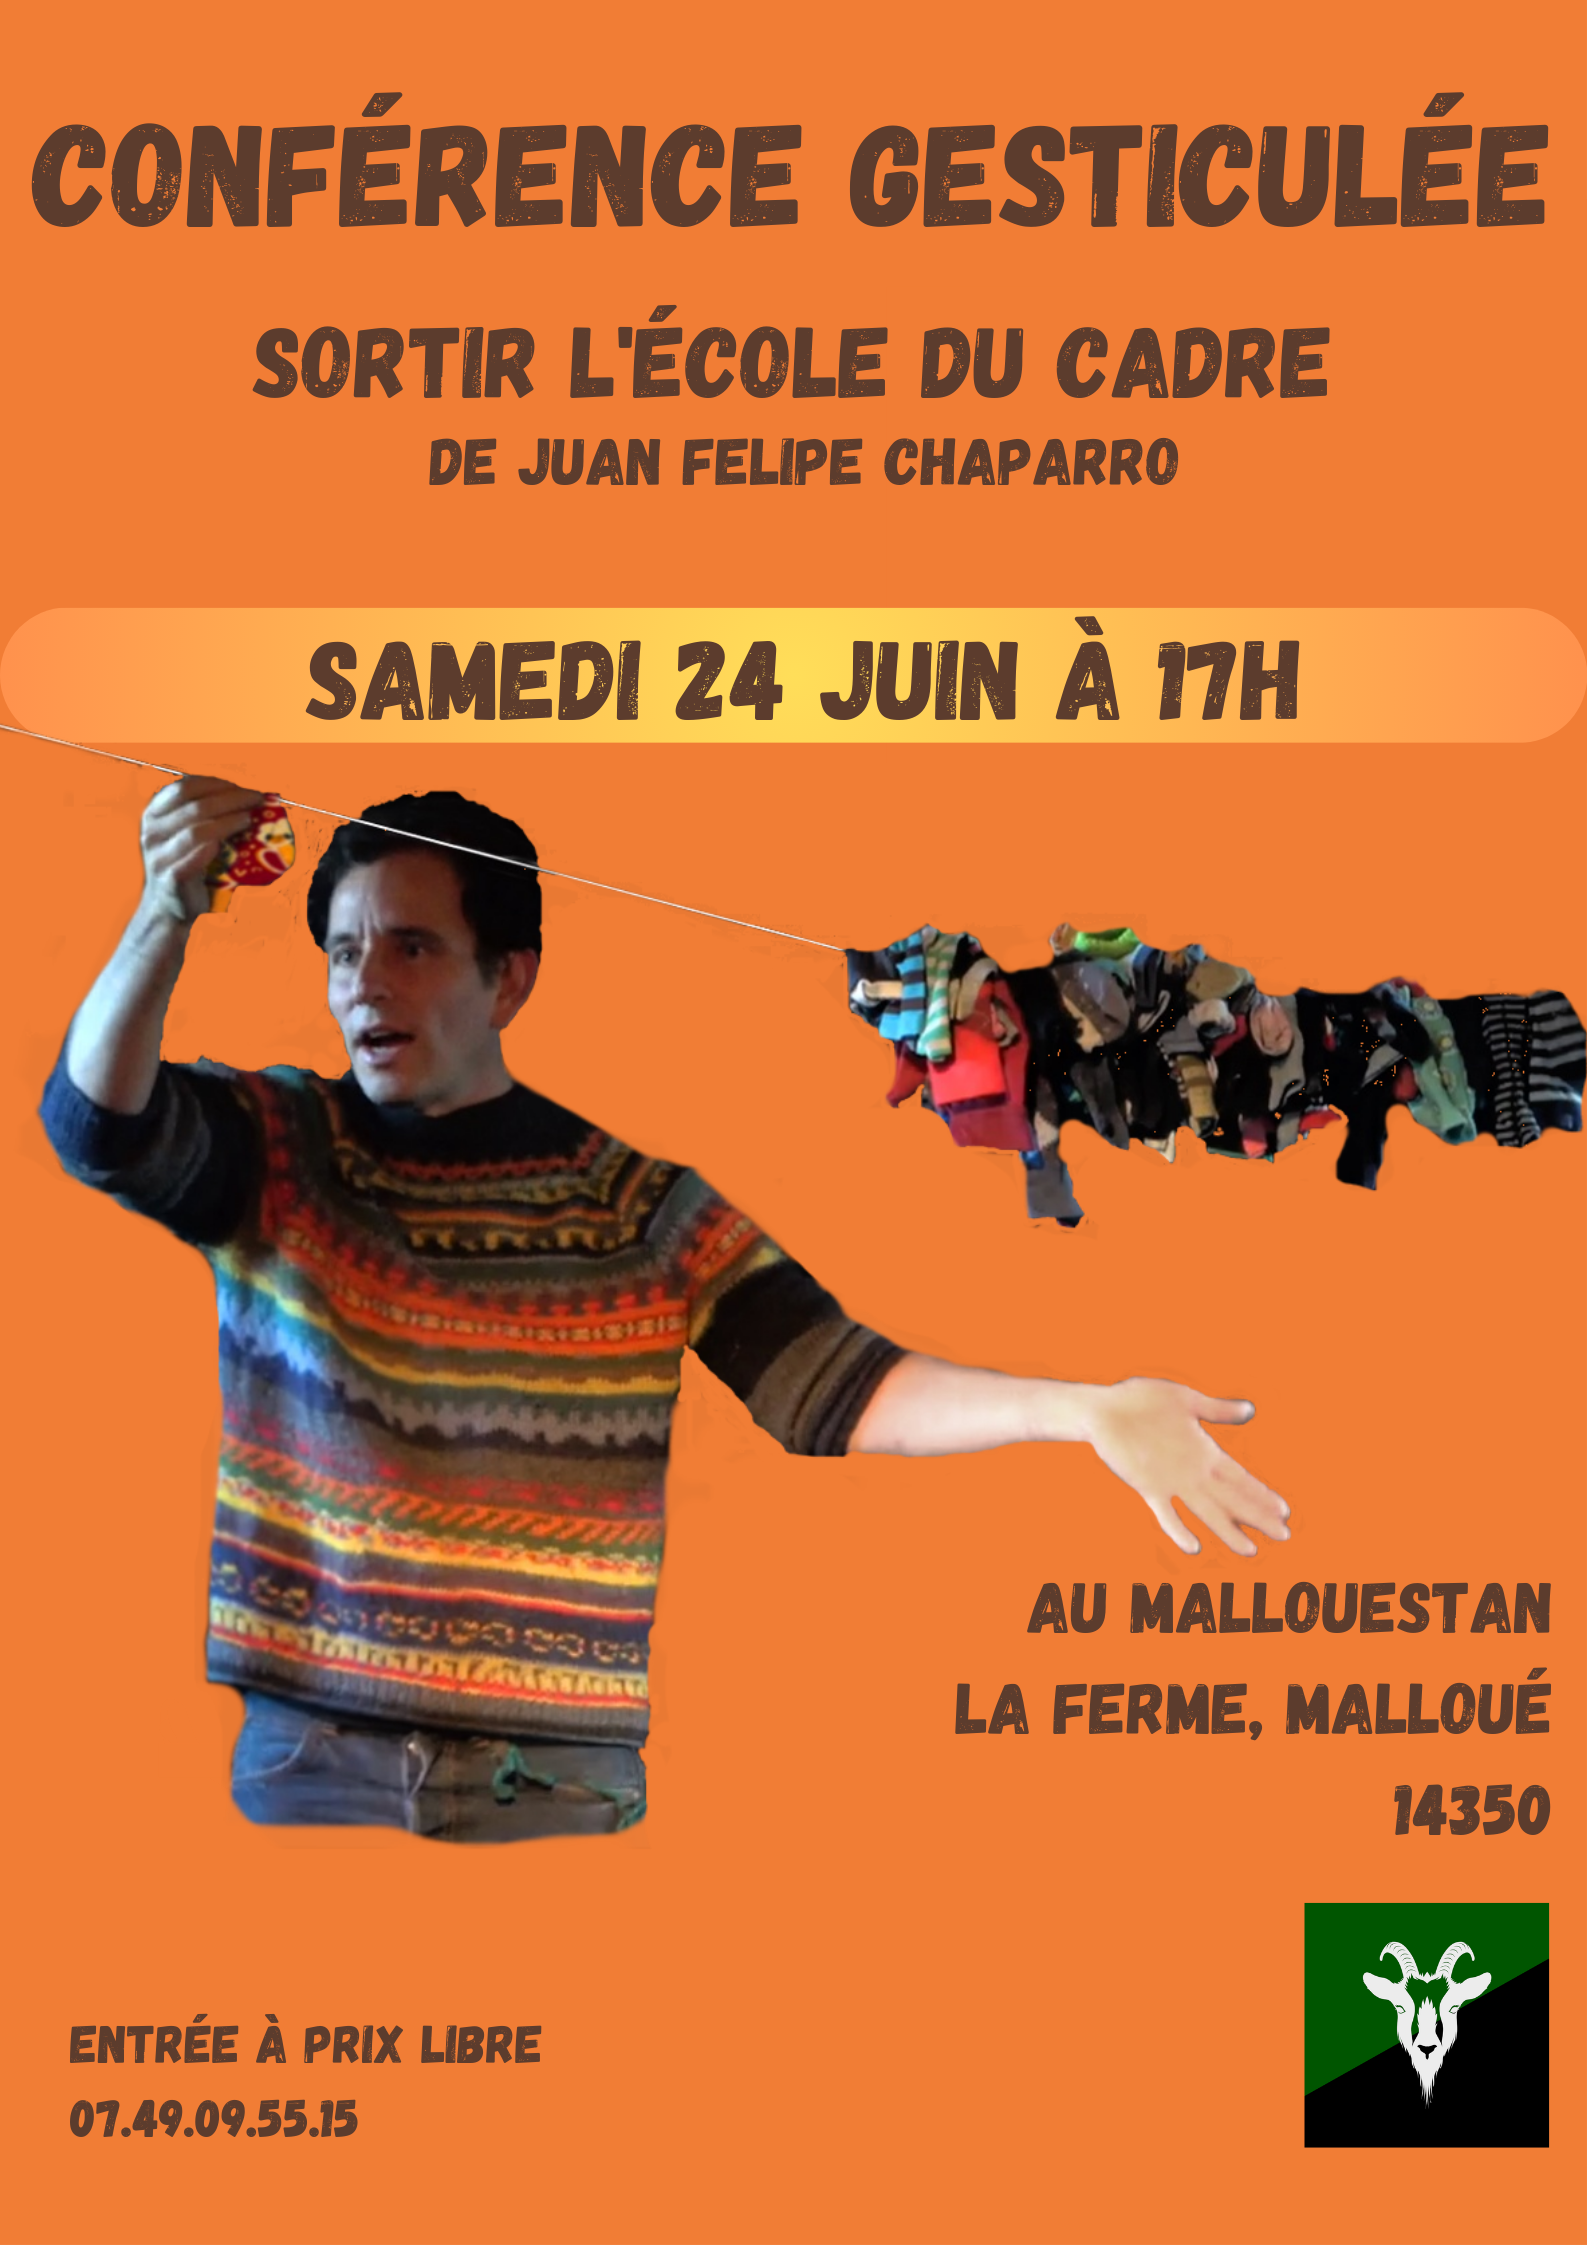 CONFÉRENCE GESTICULÉE
SORTIR L'ÉCOLE DU CADRE
DE JUAN FELIPE CHAPARRO
SAMEDI 24 JUIN À 17H
AU MALLOUESTAN
LA FERME, MALLOUÉ
14350
ENTRÉE À PRIX LIBRE
07.49.09.55.15